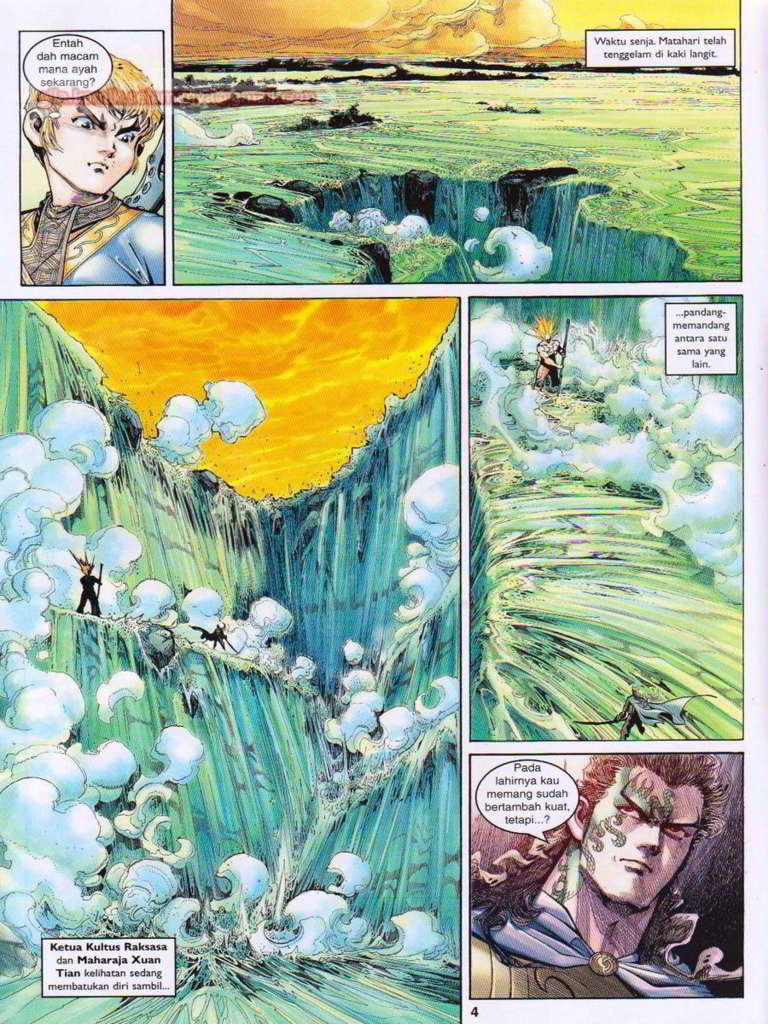 Entah
dah macam
mana ayah
sekarang?
Waktu senja. Matahari telah
tenggelam di kaki langit.
...pandang-
memandang
antara satu
sama yang
lain.
Ketua Kultus Raksasa
dan Maharaja Xuan
Tian kelihatan sedang
membatukan diri sambil...
Pada
lahirnya kau
memang sudah
bertambah kuat,
tetapi...?
4